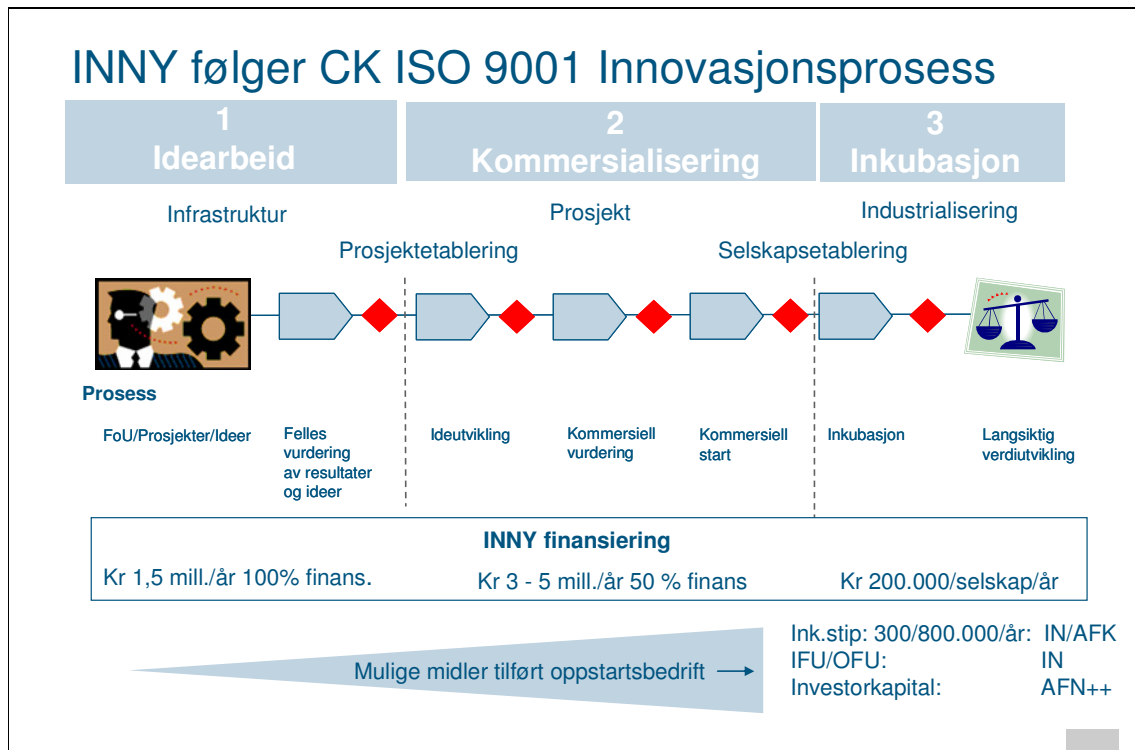 INNY følger CK ISO 9001 Innovasjonsprosess
1
Idearbeid
2
Kommersialisering
3
Inkubasjon
Infrastruktur
Prosjekt
Industrialisering
Prosjektetablering
Selskapsetablering
Prosess
FoU/Prosjekter/Ideer
Felles
vurdering
av resultater
og ideer
Ideutvikling
Kommersiell
vurdering
Kommersiell
start
Inkubasjon
Langsiktig
verdiutvikling
INNY finansiering
Kr 1,5 mill./år 100% finans.
Kr 3 - 5 mill./år 50 % finans
Kr 200.000/selskap/år
Mulige midler tilført oppstartsbedrift
Ink.stip: 300/800.000/år: IN/AFK
IFU/OFU: IN
Investorkapital: AFN++